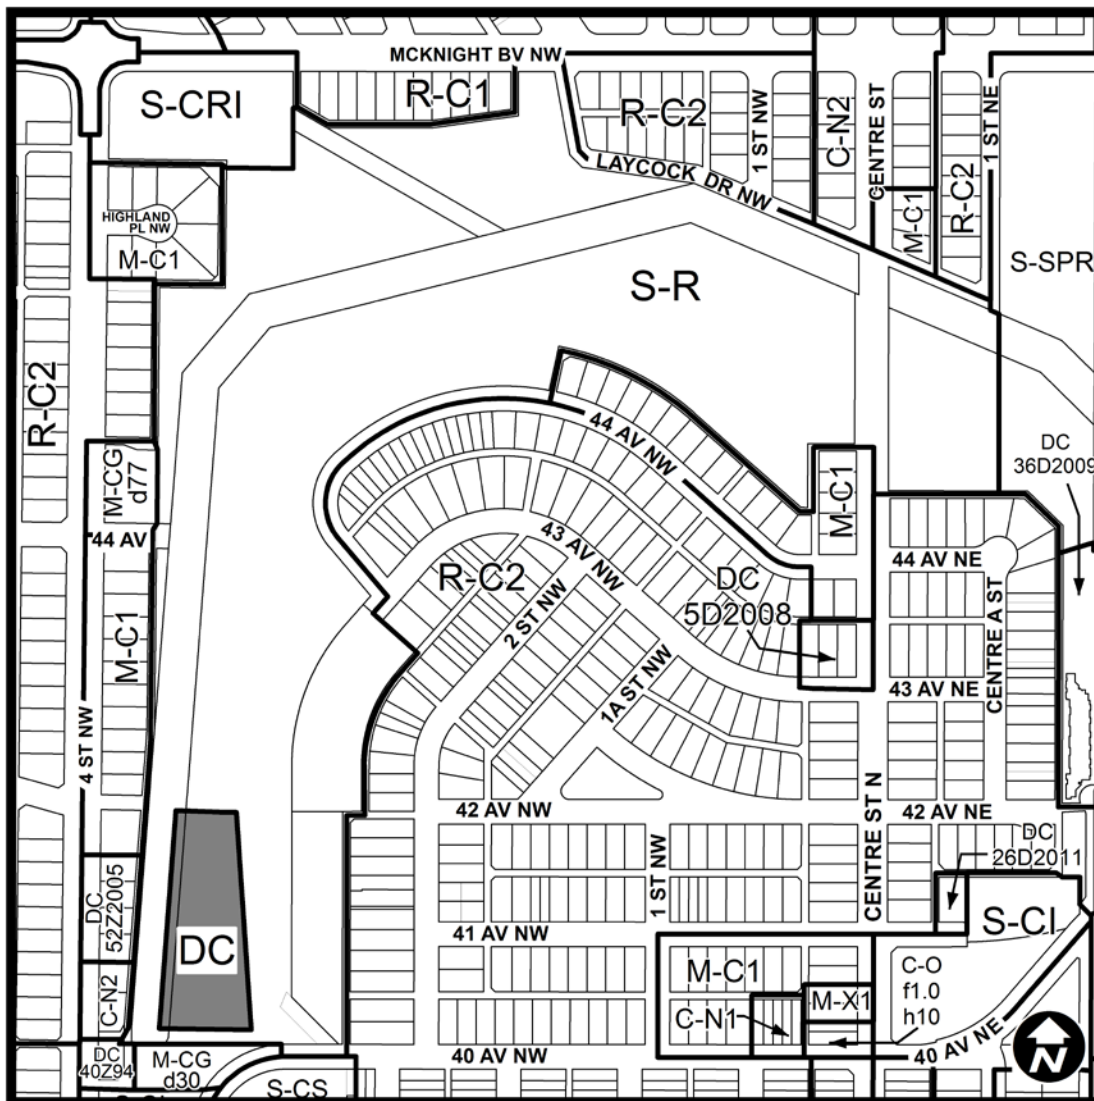 MCKNIGHT BV NW
S-CRI
R-C1
R-C2
1 ST NW
C-N2
CENTRE ST
1 ST NE
LAYCOCK DR NW
M-C1
R-C2
HIGHLAND
PL NW
M-C1
S-R
S-SPR
R-C2
44 AV NW
DC
36D2009
M-CG
d77
M-C1
44 AV
43 AV NW
44 AV NE
R-C2
DC
5D2008
2 ST NW
CENTRE A ST
M-C1
1A ST NW
43 AV NE
4 ST NW
42 AV NW
CENTRE ST N
42 AV NE
DC
26D2011
1 ST NW
DC
52Z2005
S-CI
41 AV NW
DC
M-C1
C-O
f1.0
h10
C-N2
M-X1
C-N1
40 AV NW
40 AV NE
N
DC
40Z94
M-CG
d30
S-CS